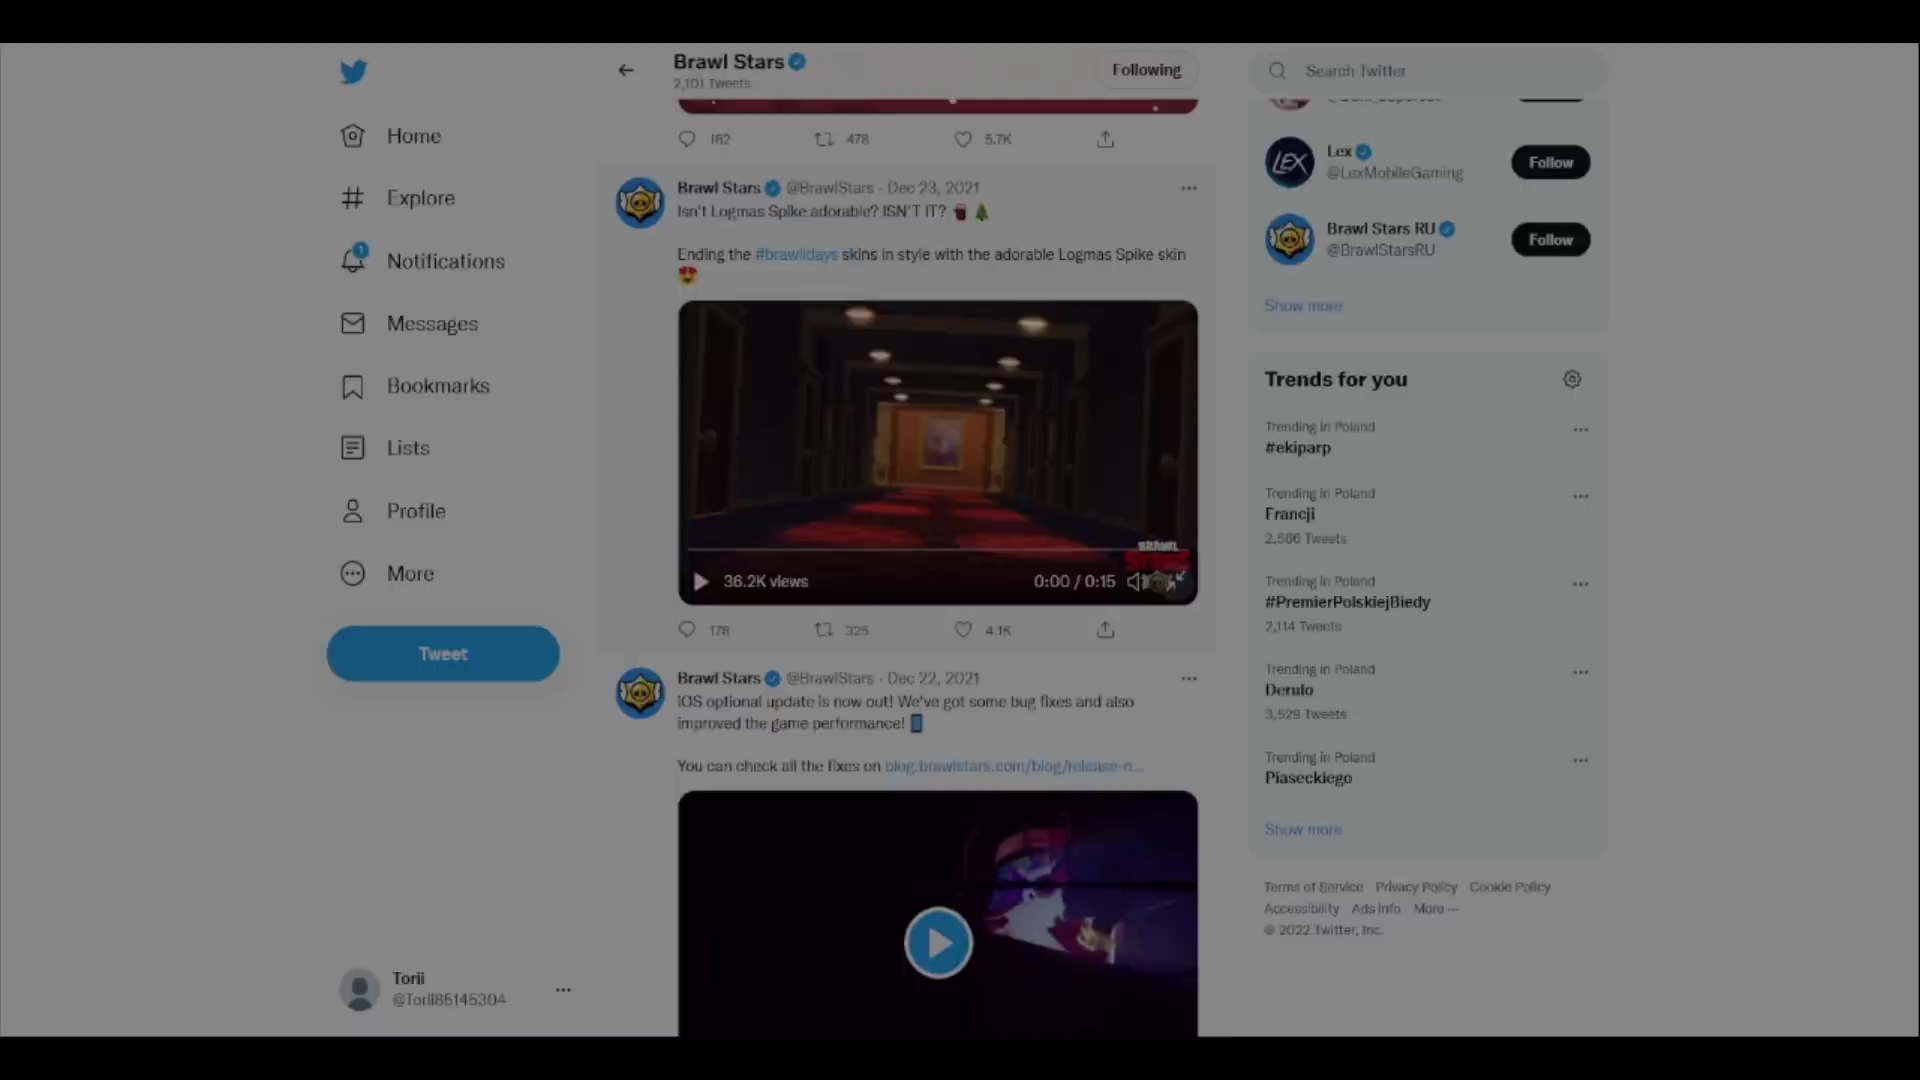 Home
Explore
1
Notifications
Messages
Bookmarks
Lists
Profile
More
Tweet
Torii
@Torii85145304
Brawl Stars
2,101 Tweets
Following
182 478 5.7K
Brawl Stars @BrawlStars · Dec 23, 2021
Isn't Logmas Spike adorable? ISN'T IT?
Ending the #brawlidays skins in style with the adorable Logmas Spike skin
BRAWL
STARS
36.2K views 0:00 / 0:15
178 325 4.1K
Brawl Stars @BrawlStars · Dec 22, 2021
iOS optional update is now out! We've got some bug fixes and also
improved the game performance!
You can check all the fixes on blog.brawlstars.com/blog/release-n...
Search Twitter
LEX
Lex
@LexMobileGaming
Follow
Brawl Stars RU
@BrawlStarsRU
Follow
Show more
Trends for you
Trending in Poland
#ekiparp
Trending in Poland
Francji
2,566 Tweets
Trending in Poland
#PremierPolskiejBiedy
2,114 Tweets
Trending in Poland
Derulo
3,529 Tweets
Trending in Poland
Piaseckiego
Show more
Terms of Service Privacy Policy Cookie Policy
Accessibility Ads info More ...
© 2022 Twitter, Inc.